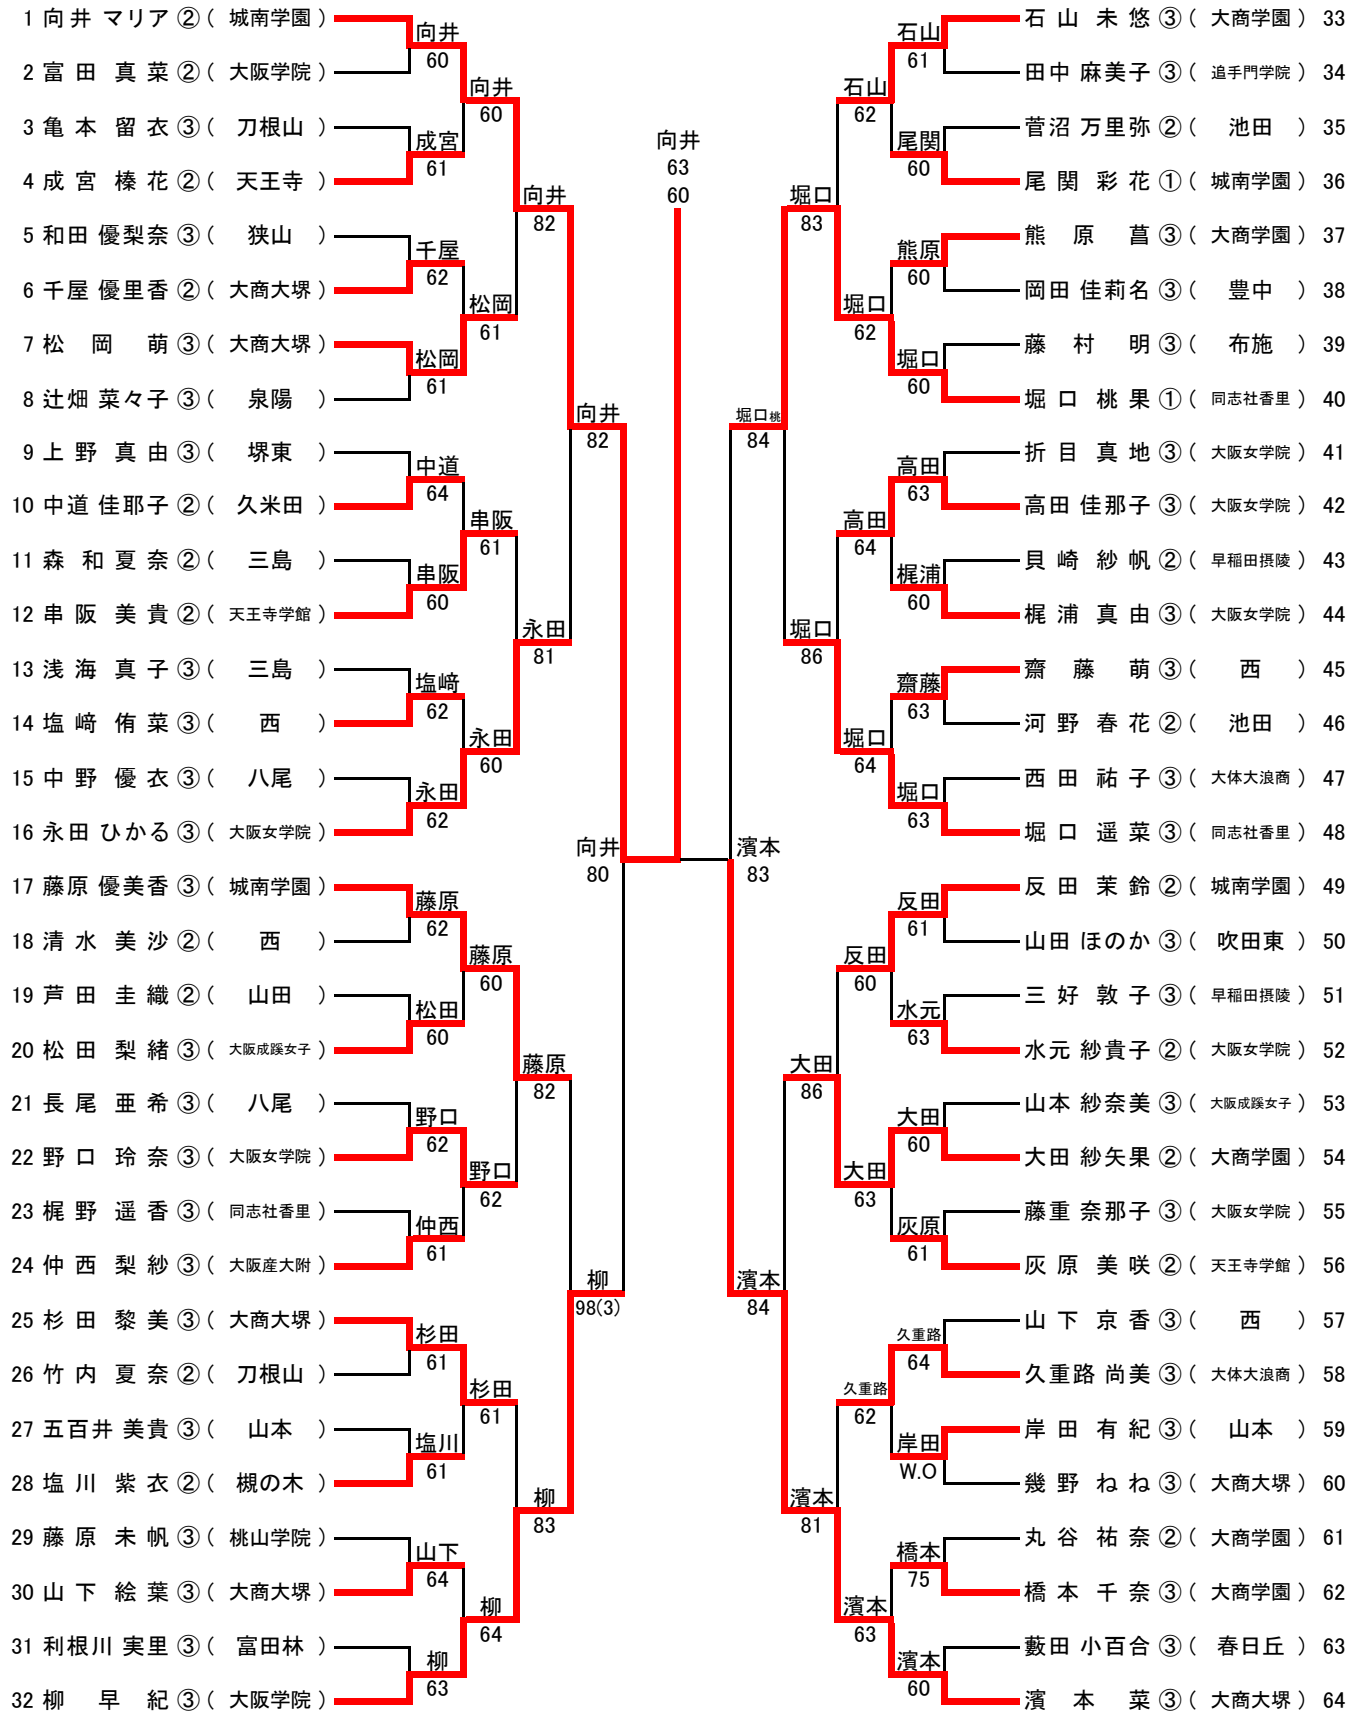 1 向井 マリア ② ( 城南学園 )
2 富田 真菜 ② ( 大阪学院 )
3 亀本 留衣 ③ ( 刀根山 )
4 成宮 榛花 ② ( 天王寺 )
5 和田 優梨奈 ③ ( 狭山 )
6 千屋 優里香 ② ( 大商大堺 )
7 松岡 萌 ③ ( 大商大堺 )
8 辻畑 菜々子 ③ ( 泉陽 )
9 上野 真由 ③ ( 堺東 )
10 中道 佳耶子 ② ( 久米田 )
11 森 和夏奈 ② ( 三島 )
12 串阪 美貴 ② ( 天王寺学館 )
13 浅海 真子 ③ ( 三島 )
14 塩﨑 侑菜 ③ ( 西 )
15 中野 優衣 ③ ( 八尾 )
16 永田 ひかる ③ ( 大阪女学院 )
17 藤原 優美香 ③ ( 城南学園 )
18 清水 美沙 ② ( 西 )
19 芦田 圭織 ② ( 山田 )
20 松田 梨緒 ③ ( 大阪成蹊女子 )
21 長尾 亜希 ③ ( 八尾 )
22 野口 玲奈 ③ ( 大阪女学院 )
23 梶野 遥香 ③ ( 同志社香里 )
24 仲西 梨紗 ③ ( 大阪産大附 )
25 杉田 黎美 ③ ( 大商大堺 )
26 竹内 夏奈 ② ( 刀根山 )
27 五百井 美貴 ③ ( 山本 )
28 塩川 紫衣 ② ( 槻の木 )
29 藤原 未帆 ③ ( 桃山学院 )
30 山下 絵葉 ③ ( 大商大堺 )
31 利根川 実里 ③ ( 富田林 )
32 柳 早紀 ③ ( 大阪学院 )
向井
60
成宮
61
千屋
62
松岡
61
中道
64
串阪
60
塩﨑
62
永田
62
藤原
62
松田
60
野口
62
仲西
61
杉田
61
塩川
61
山下
64
柳
63
向井
60
松岡
61
串阪
61
永田
60
藤原
60
野口
62
杉田
61
柳
64
向井
82
永田
81
藤原
82
柳
83
向井
82
柳
98(3)
向井
80
向井
63
60
濱本
83
堀口桃
84
濱本
84
堀口
83
堀口
86
大田
86
濱本
81
石山
62
堀口
62
高田
64
堀口
64
反田
60
大田
63
久重路
62
濱本
63
石山
61
尾関
60
熊原
60
堀口
60
高田
63
梶浦
60
齋藤
63
堀口
63
反田
61
水元
63
大田
60
灰原
61
久重路
64
岸田
W.O
橋本
75
濱本
60
石山 未悠 ③ ( 大商学園 ) 33
田中 麻美子 ③ ( 追手門学院 ) 34
菅沼 万里弥 ② ( 池田 ) 35
尾関 彩花 ① ( 城南学園 ) 36
熊原 菖 ③ ( 大商学園 ) 37
岡田 佳莉名 ③ ( 豊中 ) 38
藤村 明 ③ ( 布施 ) 39
堀口 桃果 ① ( 同志社香里 ) 40
折目 真地 ③ ( 大阪女学院 ) 41
高田 佳那子 ③ ( 大阪女学院 ) 42
貝崎 紗帆 ② ( 早稲田摂陵 ) 43
梶浦 真由 ③ ( 大阪女学院 ) 44
齋藤 萌 ③ ( 西 ) 45
河野 春花 ② ( 池田 ) 46
西田 祐子 ③ ( 大体大浪商 ) 47
堀口 遥菜 ③ ( 同志社香里 ) 48
反田 茉鈴 ② ( 城南学園 ) 49
山田 ほのか ③ ( 吹田東 ) 50
三好 敦子 ③ ( 早稲田摂陵 ) 51
水元 紗貴子 ② ( 大阪女学院 ) 52
山本 紗奈美 ③ ( 大阪成蹊女子 ) 53
大田 紗矢果 ② ( 大商学園 ) 54
藤重 奈那子 ③ ( 大阪女学院 ) 55
灰原 美咲 ② ( 天王寺学館 ) 56
山下 京香 ③ ( 西 ) 57
久重路 尚美 ③ ( 大体大浪商 ) 58
岸田 有紀 ③ ( 山本 ) 59
幾野 ねね ③ ( 大商大堺 ) 60
丸谷 祐奈 ② ( 大商学園 ) 61
橋本 千奈 ③ ( 大商学園 ) 62
藪田 小百合 ③ ( 春日丘 ) 63
濱本 菜 ③ ( 大商大堺 ) 64